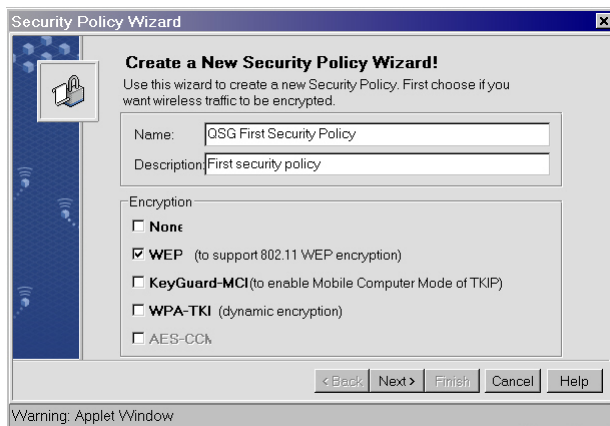 Security Policy Wizard
Create a New Security Policy Wizard!
Use this wizard to create a new Security Policy. First choose if you
want wireless traffic to be encrypted.
Name: QSG First Security Policy
Description: First security policy
Encryption
None
WEP (to support 802.11 WEP encryption)
KeyGuard-MCI (to enable Mobile Computer Mode of TKIP)
WPA-TKI (dynamic encryption)
AES-CCM
< Back Next > Finish Cancel Help
Warning: Applet Window